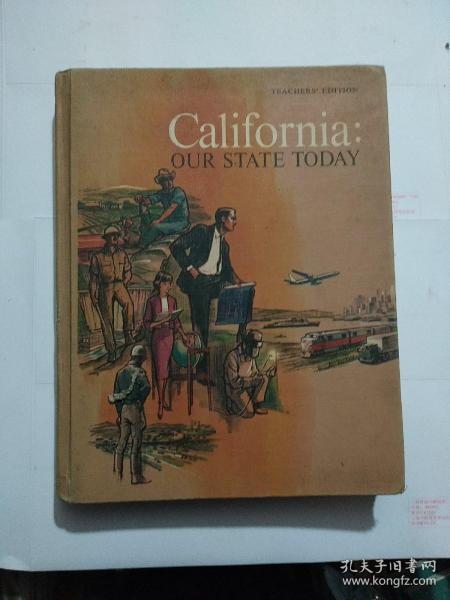 TEACHERS' EDITION
California:
OUR STATE TODAY
孔夫子旧书网
www.kongfz.com